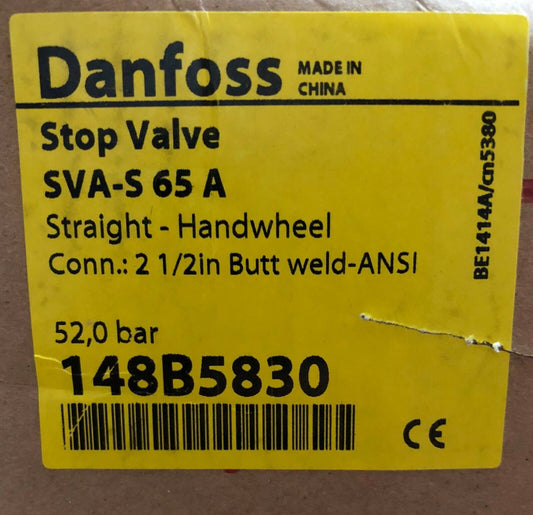 Danfoss
MADE IN
CHINA
Stop Valve
SVA-S 65 A
Straight - Handwheel
Conn.: 2 1/2in Butt weld-ANSI
52,0 bar
148B5830
CE
BE1414A/cn5380